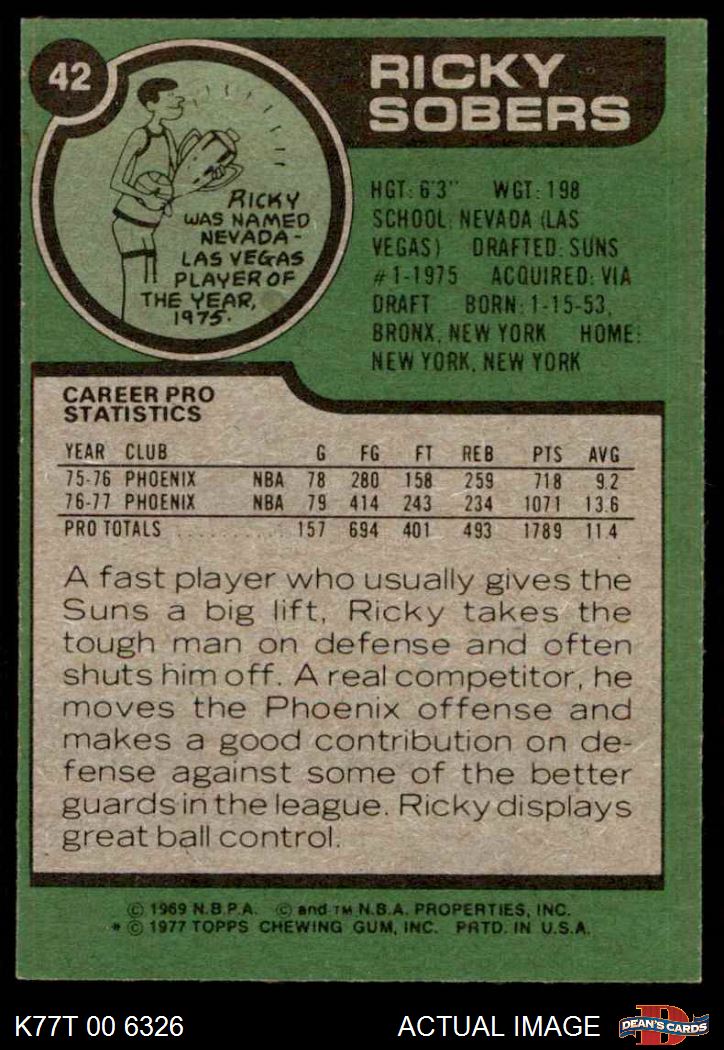 42
RICKY
SOBERS
RICKY
WAS NAMED
NEVADA-
LAS VEGAS
PLAYER OF
THE YEAR,
1975.
HGT: 6'3" WGT: 198
SCHOOL: NEVADA (LAS
VEGAS) DRAFTED: SUNS
#1-1975 ACQUIRED: VIA
DRAFT BORN: 1-15-53,
BRONX, NEW YORK HOME:
NEW YORK, NEW YORK
CAREER PRO
STATISTICS
YEAR CLUB G FG FT REB PTS AVG
75-76 PHOENIX NBA 78 280 158 259 718 9.2
76-77 PHOENIX NBA 79 414 243 234 1071 13.6
PRO TOTALS .......... 157 694 401 493 1789 11.4
A fast player who usually gives the
Suns a big lift, Ricky takes the
tough man on defense and often
shuts him off. A real competitor, he
moves the Phoenix offense and
makes a good contribution on de-
fense against some of the better
guards in the league. Ricky displays
great ball control.
© 1969 N.B.P.A. © and TM N.B.A. PROPERTIES, INC.
* © 1977 TOPPS CHEWING GUM, INC. PRTD. IN U.S.A.
K77T 00 6326
ACTUAL IMAGE
D
DEAN'S CARDS